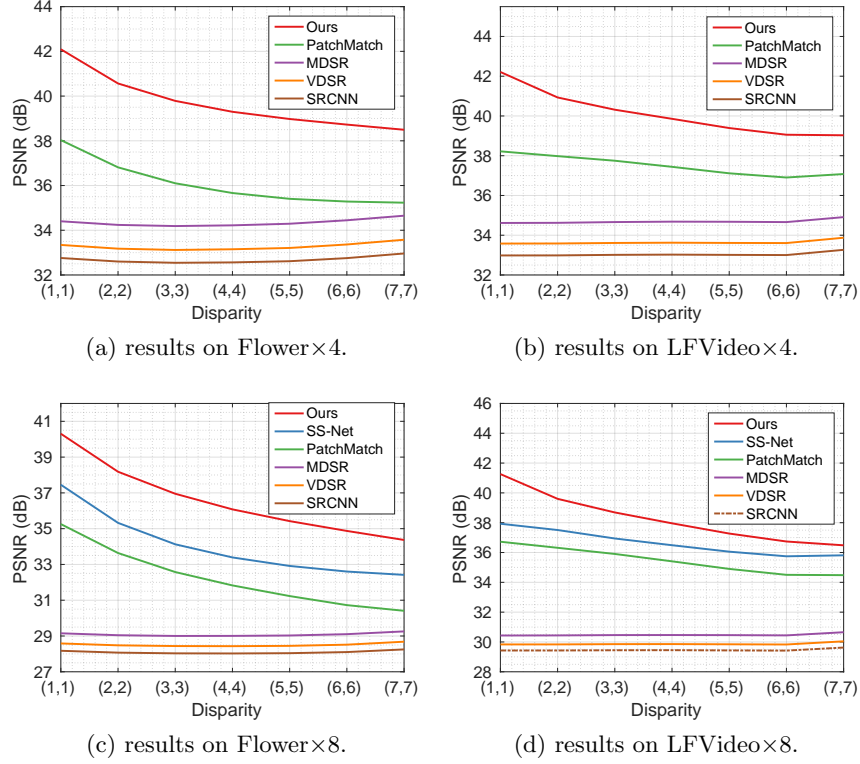 44
42
40
38
36
34
32
PSNR (dB)
Ours
PatchMatch
MDSR
VDSR
SRCNN
(1,1) (2,2) (3,3) (4,4) (5,5) (6,6) (7,7)
Disparity
(a) results on Flower×4.
44
42
40
38
36
34
32
PSNR (dB)
Ours
PatchMatch
MDSR
VDSR
SRCNN
(1,1) (2,2) (3,3) (4,4) (5,5) (6,6) (7,7)
Disparity
(b) results on LFVideo×4.
41
39
37
35
33
31
29
27
PSNR (dB)
Ours
SS-Net
PatchMatch
MDSR
VDSR
SRCNN
(1,1) (2,2) (3,3) (4,4) (5,5) (6,6) (7,7)
Disparity
(c) results on Flower×8.
46
44
42
40
38
36
34
32
30
28
PSNR (dB)
Ours
SS-Net
PatchMatch
MDSR
VDSR
SRCNN
(1,1) (2,2) (3,3) (4,4) (5,5) (6,6) (7,7)
Disparity
(d) results on LFVideo×8.